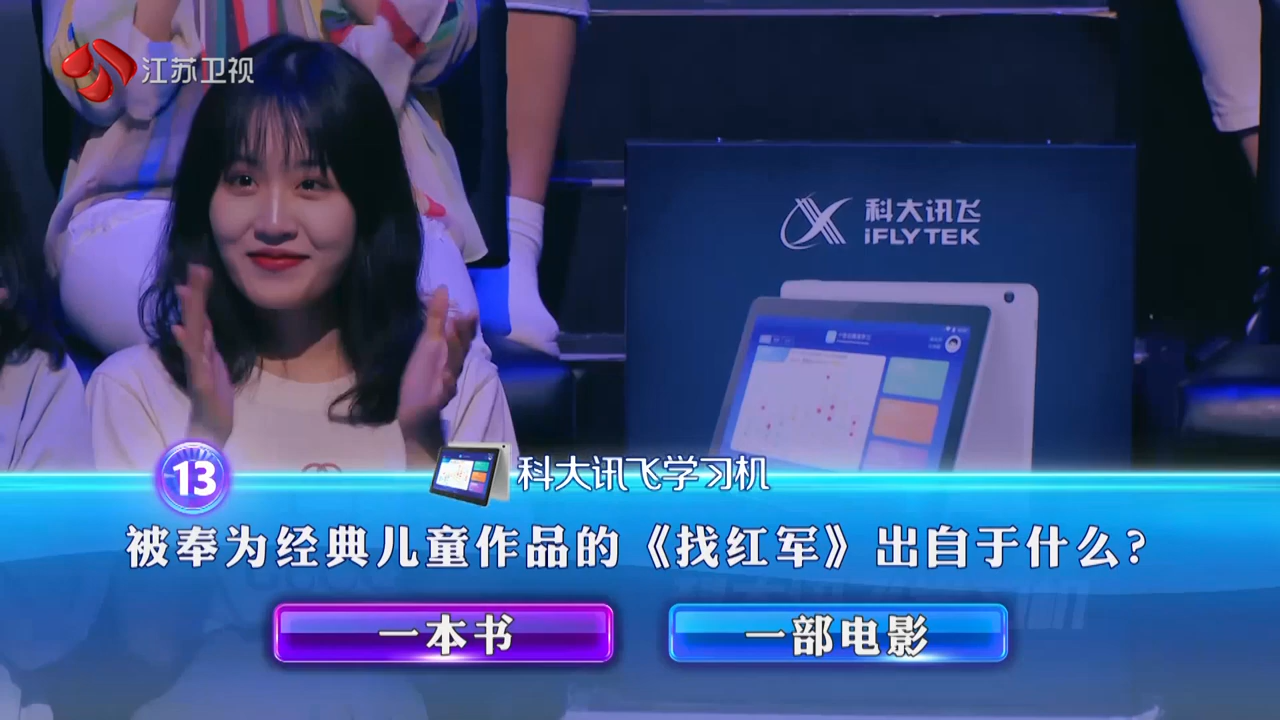 江苏卫视
科大讯飞
iFLYTEK
13
科大讯飞学习机
被奉为经典儿童作品的《找红军》出自于什么?
一本书
一部电影